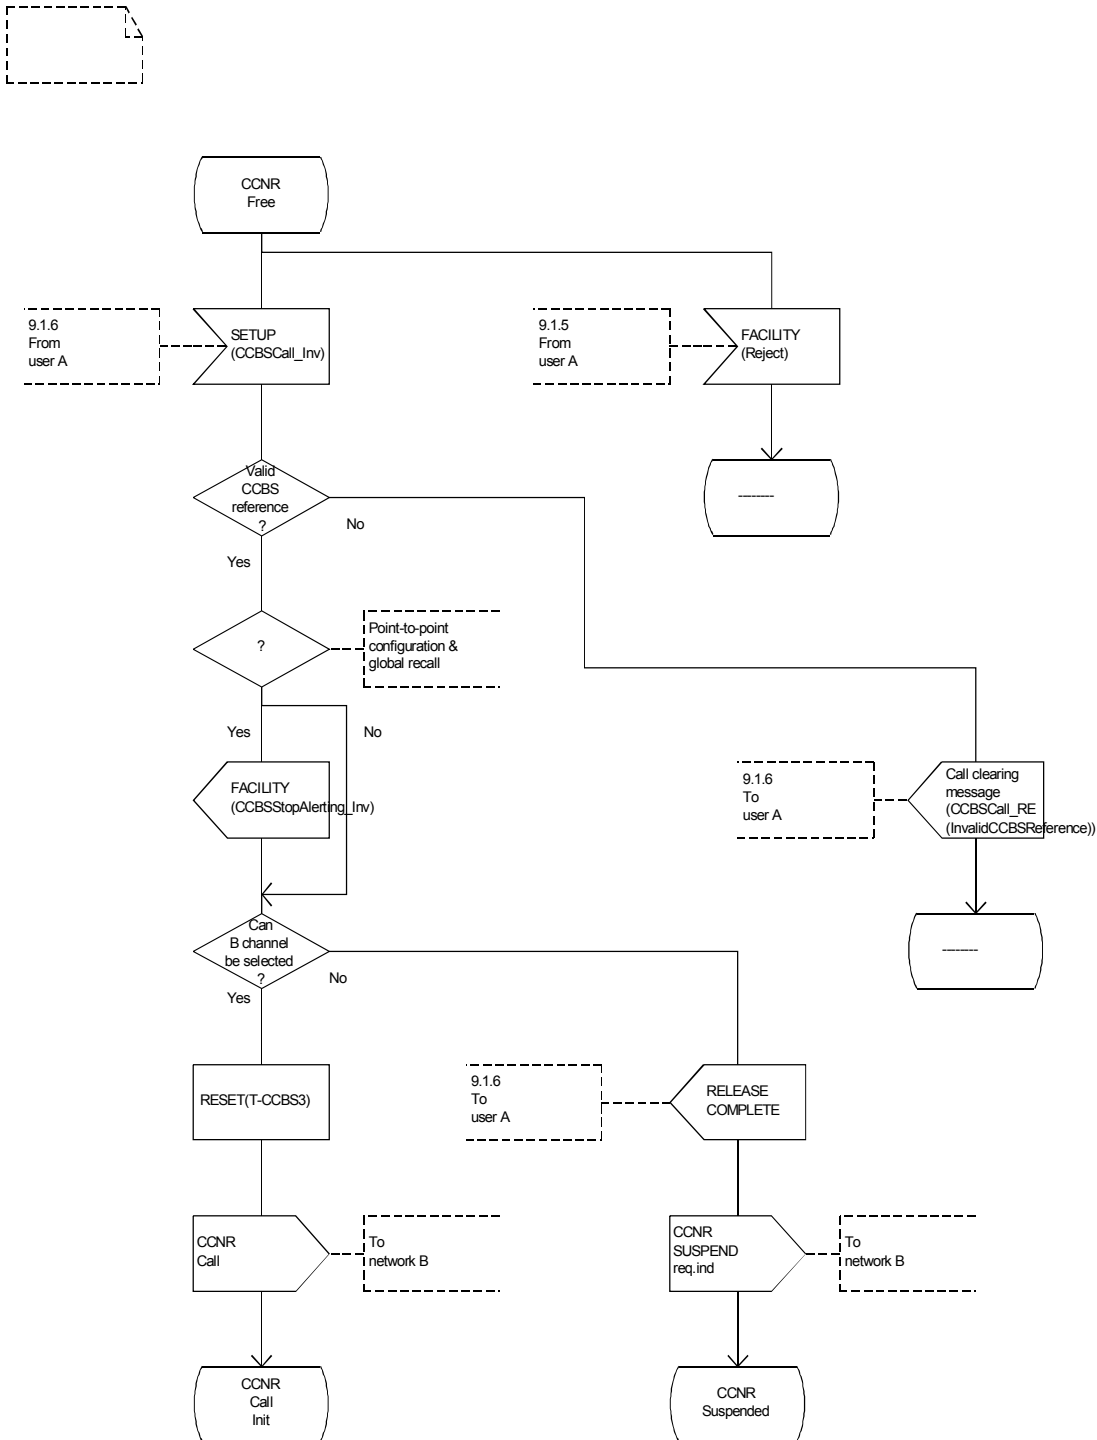 CCNR
Free
9.1.6
From
user A
SETUP
(CCBSCall_Inv)
9.1.5
From
user A
FACILITY
(Reject)
Valid
CCBS
reference
?
No
Yes
---------
?
Point-to-point
configuration &
global recall
Yes
No
FACILITY
(CCBSStopAlerting_Inv)
9.1.6
To
user A
Call clearing
message
(CCBSCall_RE
(InvalidCCBSReference))
Can
B channel
be selected
?
No
Yes
---------
RESET(T-CCBS3)
9.1.6
To
user A
RELEASE
COMPLETE
CCNR
Call
To
network B
CCNR
SUSPEND
req.ind
To
network B
CCNR
Call
Init
CCNR
Suspended